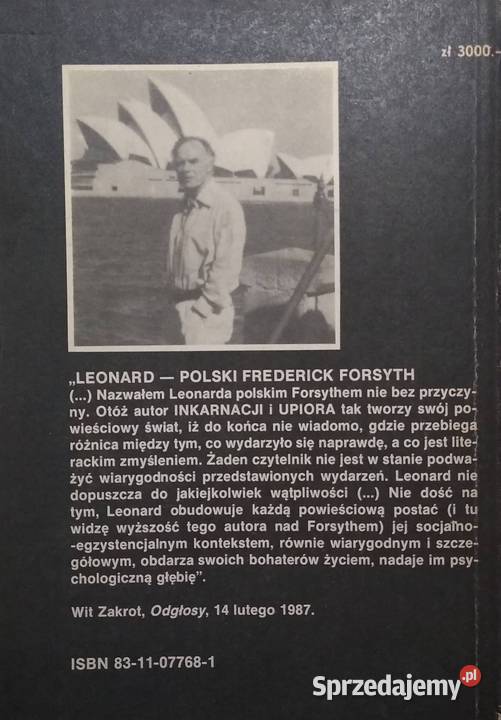 zł 3000.-
„LEONARD — POLSKI FREDERICK FORSYTH
(...) Nazwałem Leonarda polskim Forsythem nie bez przyczy-
ny. Otóż autor INKARNACJI i UPIORA tak tworzy swój po-
wieściowy świat, iż do końca nie wiadomo, gdzie przebiega
różnica między tym, co wydarzyło się naprawdę, a co jest lite-
rackim zmyśleniem. Żaden czytelnik nie jest w stanie podwa-
żyć wiarygodności przedstawionych wydarzeń. Leonard nie
dopuszcza do jakiejkolwiek wątpliwości (...) Nie dość na
tym, Leonard obudowuje każdą powieściową postać (i tu
widzę wyższość tego autora nad Forsythem) jej socjalno-
-egzystencjalnym kontekstem, równie wiarygodnym i szcze-
gółowym, obdarza swoich bohaterów życiem, nadaje im psy-
chologiczną głębię”.
Wit Zakrot, Odgłosy, 14 lutego 1987.
ISBN 83-11-07768-1
Sprzedajemy.pl